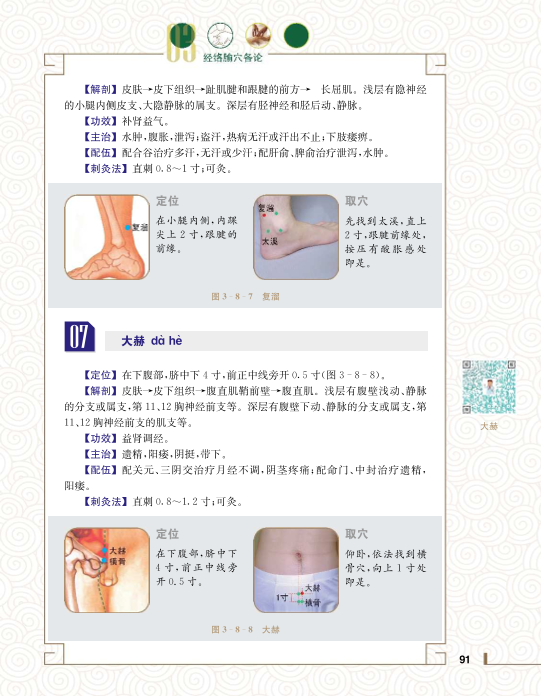 03
经络腧穴各论
【解剖】皮肤→皮下组织→趾肌腱和跟腱的前方→ 长屈肌。浅层有隐神经
的小腿内侧皮支、大隐静脉的属支。深层有胫神经和胫后动、静脉。
【功效】补肾益气。
【主治】水肿,腹胀,泄泻;盗汗,热病无汗或汗出不止;下肢痿痹。
【配伍】配合谷治疗多汗,无汗或少汗;配肝俞、脾俞治疗泄泻,水肿。
【刺灸法】直刺0.8~1寸;可灸。
复溜
定位
在小腿内侧,内踝
尖上2寸,跟腱的
前缘。
复溜
太溪
取穴
先找到太溪,直上
2寸,跟腱前缘处,
按压有酸胀感处
即是。
图3-8-7 复溜
07
大赫 dà hè
【定位】在下腹部,脐中下4寸,前正中线旁开0.5寸(图3-8-8)。
【解剖】皮肤→皮下组织→腹直肌鞘前壁→腹直肌。浅层有腹壁浅动、静脉
的分支或属支,第11、12胸神经前支等。深层有腹壁下动、静脉的分支或属支,第
11、12胸神经前支的肌支等。
【功效】益肾调经。
【主治】遗精,阳痿,阴挺,带下。
【配伍】配关元、三阴交治疗月经不调,阴茎疼痛;配命门、中封治疗遗精,
阳痿。
【刺灸法】直刺0.8~1.2寸;可灸。
大赫
横骨
定位
在下腹部,脐中下
4寸,前正中线旁
开0.5寸。
1寸
大赫
横骨
取穴
仰卧,依法找到横
骨穴,向上1寸处
即是。
图3-8-8 大赫
大赫
91